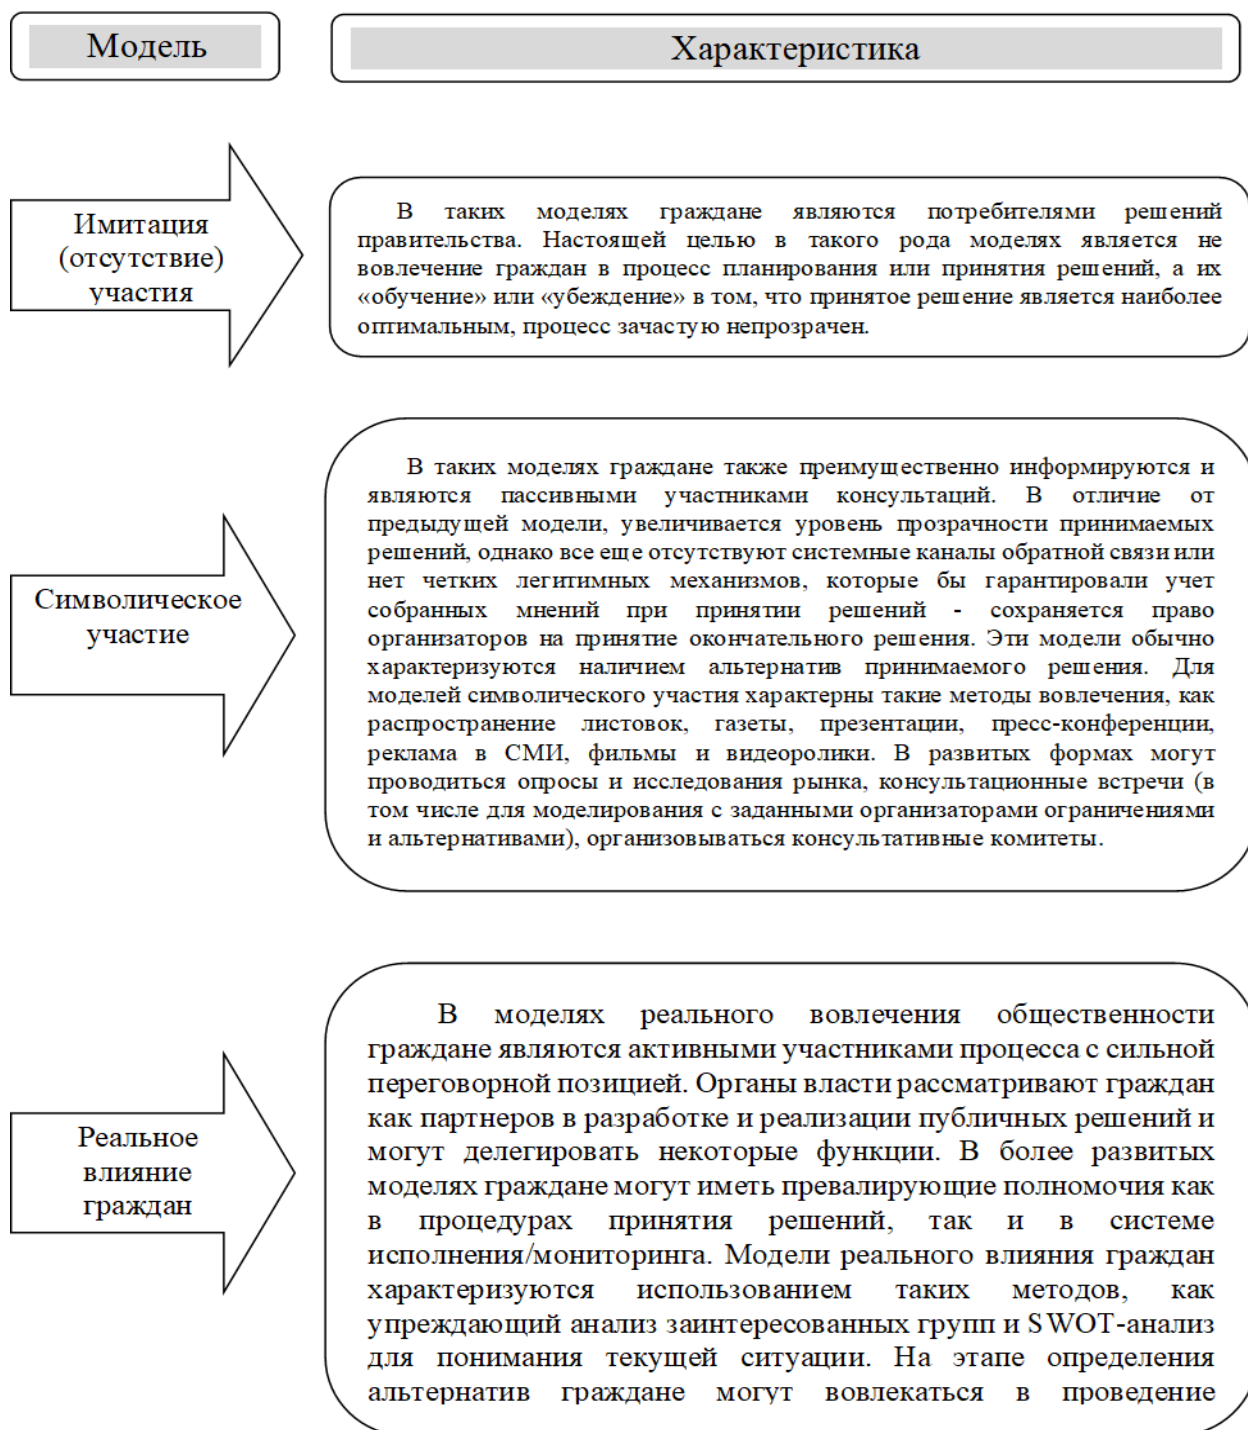 Модель
Характеристика
Имитация
(отсутствие)
участия
В таких моделях граждане являются потребителями решений
правительства. Настоящей целью в такого рода моделях является не
вовлечение граждан в процесс планирования или принятия решений, а их
«обучение» или «убеждение» в том, что принятое решение является наиболее
оптимальным, процесс зачастую непрозрачен.
Символическое
участие
В таких моделях граждане также преимущественно информируются и
являются пассивными участниками консультаций. В отличие от
предыдущей модели, увеличивается уровень прозрачности принимаемых
решений, однако все еще отсутствуют системные каналы обратной связи или
нет четких легитимных механизмов, которые бы гарантировали учет
собранных мнений при принятии решений - сохраняется право
организаторов на принятие окончательного решения. Эти модели обычно
характеризуются наличием альтернатив принимаемого решения. Для
моделей символического участия характерны такие методы вовлечения, как
распространение листовок, газеты, презентации, пресс-конференции,
реклама в СМИ, фильмы и видеоролики. В развитых формах могут
проводиться опросы и исследования рынка, консультационные встречи (в
том числе для моделирования с заданными организаторами ограничениями
и альтернативами), организовываться консультативные комитеты.
Реальное
влияние
граждан
В моделях реального вовлечения общественности
граждане являются активными участниками процесса с сильной
переговорной позицией. Органы власти рассматривают граждан
как партнеров в разработке и реализации публичных решений и
могут делегировать некоторые функции. В более развитых
моделях граждане могут иметь превалирующие полномочия как
в процедурах принятия решений, так и в системе
исполнения/мониторинга. Модели реального влияния граждан
характеризуются использованием таких методов, как
упреждающий анализ заинтересованных групп и SWOT-анализ
для понимания текущей ситуации. На этапе определения
альтернатив граждане могут вовлекаться в проведение